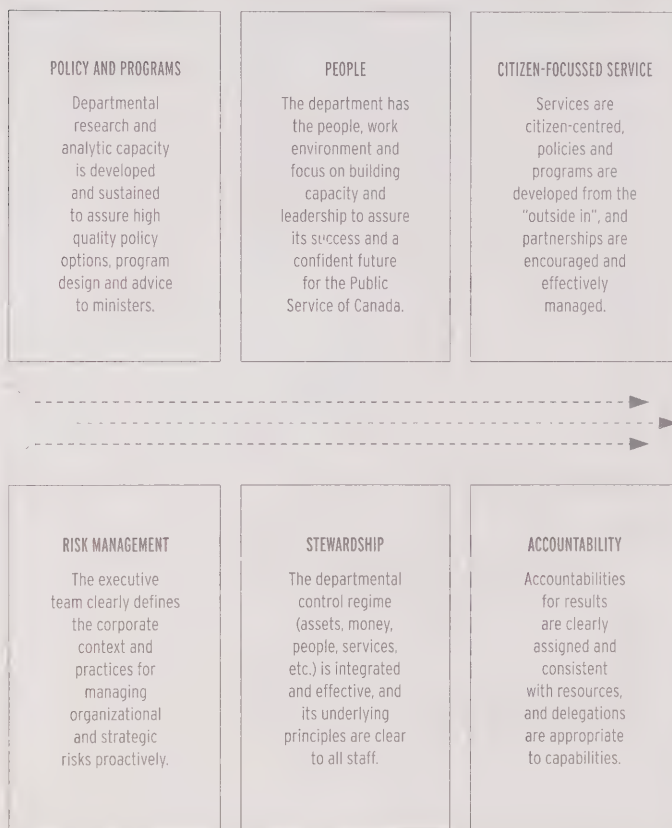 POLICY AND PROGRAMS
Departmental
research and
analytic capacity
is developed
and sustained
to assure high
quality policy
options, program
design and advice
to ministers.
PEOPLE
The department has
the people, work
environment and
focus on building
capacity and
leadership to assure
its success and a
confident future
for the Public
Service of Canada.
CITIZEN-FOCUSSED SERVICE
Services are
citizen-centred,
policies and
programs are
developed from the
"outside in", and
partnerships are
encouraged and
effectively
managed.
RISK MANAGEMENT
The executive
team clearly defines
the corporate
context and
practices for
managing
organizational
and strategic
risks proactively.
STEWARDSHIP
The departmental
control regime
(assets, money,
people, services,
etc.) is integrated
and effective, and
its underlying
principles are clear
to all staff.
ACCOUNTABILITY
Accountabilities
for results
are clearly
assigned and
consistent
with resources,
and delegations
are appropriate
to capabilities.